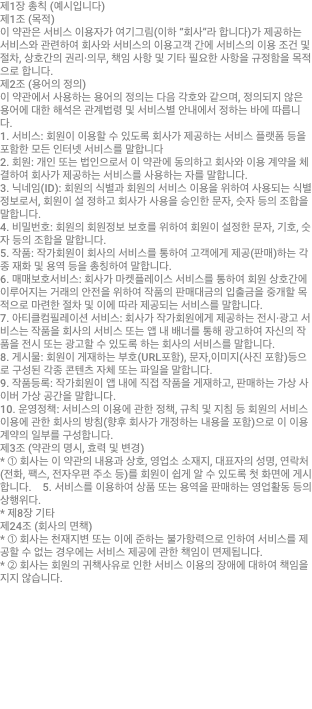 제1장 총칙 (예시입니다)
제1조 (목적)
이 약관은 서비스 이용자가 여기그림(이하 “회사”라 합니다)가 제공하는
서비스와 관련하여 회사와 서비스의 이용고객 간에 서비스의 이용 조건 및
절차, 상호간의 권리·의무, 책임 사항 및 기타 필요한 사항을 규정함을 목적
으로 합니다.
제2조 (용어의 정의)
이 약관에서 사용하는 용어의 정의는 다음 각호와 같으며, 정의되지 않은
용어에 대한 해석은 관계법령 및 서비스별 안내에서 정하는 바에 따릅니
다.
1. 서비스: 회원이 이용할 수 있도록 회사가 제공하는 서비스 플랫폼 등을
포함한 모든 인터넷 서비스를 말합니다
2. 회원: 개인 또는 법인으로서 이 약관에 동의하고 회사와 이용 계약을 체
결하여 회사가 제공하는 서비스를 사용하는 자를 말합니다.
3. 닉네임(ID): 회원의 식별과 회원의 서비스 이용을 위하여 사용되는 식별
정보로서, 회원이 설 정하고 회사가 사용을 승인한 문자, 숫자 등의 조합을
말합니다.
4. 비밀번호: 회원의 회원정보 보호를 위하여 회원이 설정한 문자, 기호, 숫
자 등의 조합을 말합니다.
5. 작품: 작가회원이 회사의 서비스를 통하여 고객에게 제공(판매)하는 각
종 재화 및 용역 등을 총칭하여 말합니다.
6. 매매보호서비스: 회사가 마켓플레이스 서비스를 통하여 회원 상호간에
이루어지는 거래의 안전을 위하여 작품의 판매대금의 입출금을 중개할 목
적으로 마련한 절차 및 이에 따라 제공되는 서비스를 말합니다.
7. 아티클컴필레이션 서비스: 회사가 작가회원에게 제공하는 전시·광고 서
비스는 작품을 회사의 서비스 또는 앱 내 배너를 통해 광고하여 자신의 작
품을 전시 또는 광고할 수 있도록 하는 회사의 서비스를 말합니다.
8. 게시물: 회원이 게재하는 부호(URL포함), 문자,이미지(사진 포함)등으
로 구성된 각종 콘텐츠 자체 또는 파일을 말합니다.
9. 작품등록: 작가회원이 앱 내에 직접 작품을 게재하고, 판매하는 가상 사
이버 가상 공간을 말합니다.
10. 운영정책: 서비스의 이용에 관한 정책, 규칙 및 지침 등 회원의 서비스
이용에 관한 회사의 방침(향후 회사가 개정하는 내용을 포함)으로 이 이용
계약의 일부를 구성합니다.
제3조 (약관의 명시, 효력 및 변경)
* ① 회사는 이 약관의 내용과 상호, 영업소 소재지, 대표자의 성명, 연락처
(전화, 팩스, 전자우편 주소 등)를 회원이 쉽게 알 수 있도록 첫 화면에 게시
합니다. 5. 서비스를 이용하여 상품 또는 용역을 판매하는 영업활동 등의
상행위다.
* 제8장 기타
제24조 (회사의 면책)
* ① 회사는 천재지변 또는 이에 준하는 불가항력으로 인하여 서비스를 제
공할 수 없는 경우에는 서비스 제공에 관한 책임이 면제됩니다.
* ② 회사는 회원의 귀책사유로 인한 서비스 이용의 장애에 대하여 책임을
지지 않습니다.